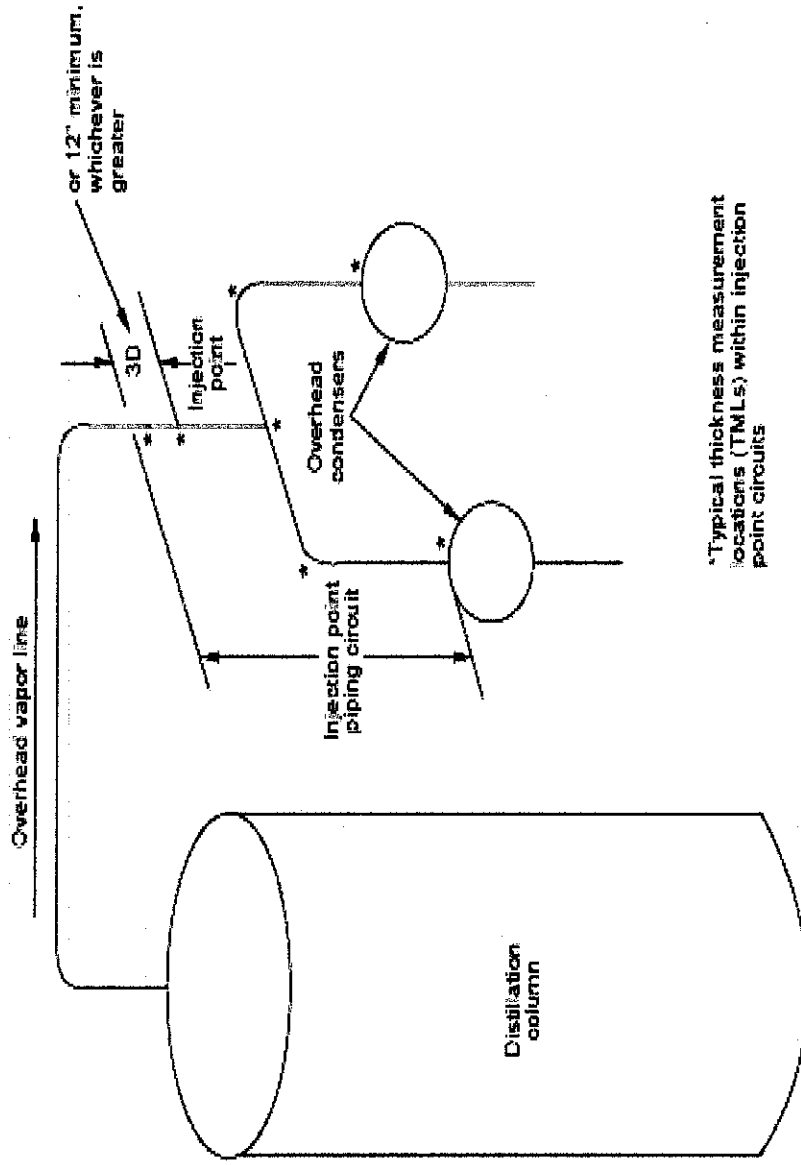 Overhead vapor line
or 12" minimum,
whichever is
greater
3D
Injection
point
Overhead
condensers
Injection point
piping circuit
Distillation
column
*Typical thickness measurement
locations (TMLs) within injection
point circuits